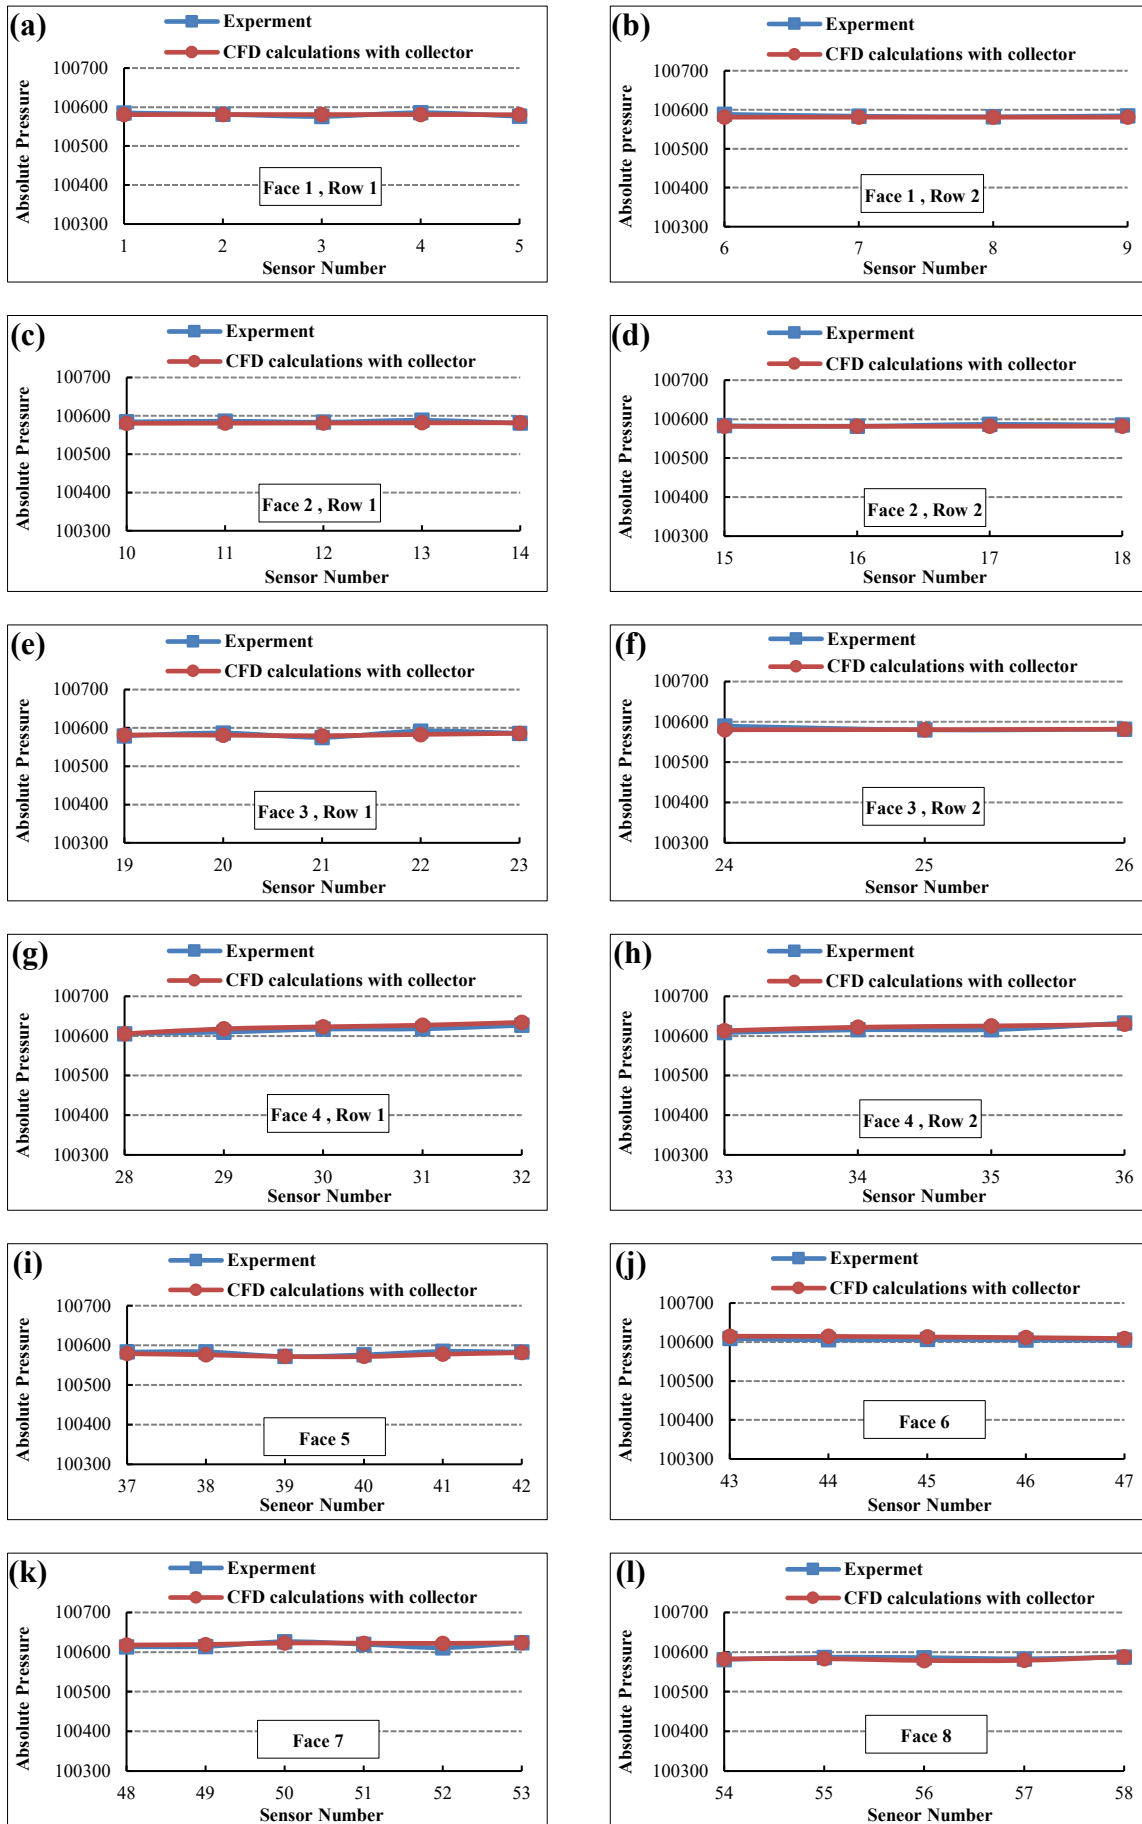 (a)
Experment
CFD calculations with collector
Absolute Pressure
100700
100600
100500
100400
100300
Face 1 , Row 1
1 2 3 4 5
Sensor Number
(b)
Experment
CFD calculations with collector
Absolute pressure
100700
100600
100500
100400
100300
Face 1 , Row 2
6 7 8 9
Sensor Number
(c)
Experment
CFD calculations with collector
Absolute Pressure
100700
100600
100500
100400
100300
Face 2 , Row 1
10 11 12 13 14
Sensor Number
(d)
Experment
CFD calculations with collector
Absolute Pressure
100700
100600
100500
100400
100300
Face 2 , Row 2
15 16 17 18
Sensor Number
(e)
Experment
CFD calculations with collector
Absolute Pressure
100700
100600
100500
100400
100300
Face 3 , Row 1
19 20 21 22 23
Sensor Number
(f)
Experment
CFD calculations with collector
Absolute Pressure
100700
100600
100500
100400
100300
Face 3 , Row 2
24 25 26
Sensor Number
(g)
Experment
CFD calculations with collector
Absolute Pressure
100700
100600
100500
100400
100300
Face 4 , Row 1
28 29 30 31 32
Sensor Number
(h)
Experment
CFD calculations with collector
Absolute Pressure
100700
100600
100500
100400
100300
Face 4 , Row 2
33 34 35 36
Sensor Number
(i)
Experment
CFD calculations with collector
Absolute Pressure
100700
100600
100500
100400
100300
Face 5
37 38 39 40 41 42
Seneor Number
(j)
Experment
CFD calculations with collector
Absolute Pressure
100700
100600
100500
100400
100300
Face 6
43 44 45 46 47
Sensor Number
(k)
Experment
CFD calculations with collector
Absolute Pressure
100700
100600
100500
100400
100300
Face 7
48 49 50 51 52 53
Sensor Number
(l)
Expermet
CFD calculations with collector
Absolute Pressure
100700
100600
100500
100400
100300
Face 8
54 55 56 57 58
Seneor Number